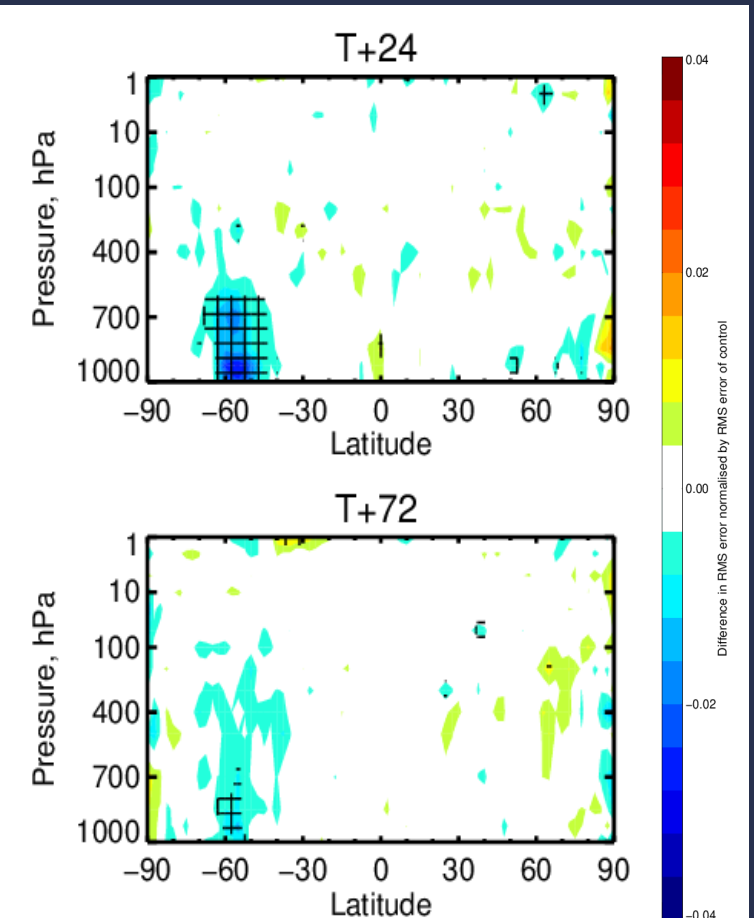 T+24
1
10
100
400
700
1000
Pressure, hPa
−90 −60 −30 0 30 60 90
Latitude
T+72
1
10
100
400
700
1000
Pressure, hPa
−90 −60 −30 0 30 60 90
Latitude
0.04
0.02
0.00
−0.02
−0.04
Difference in RMS error normalised by RMS error of control